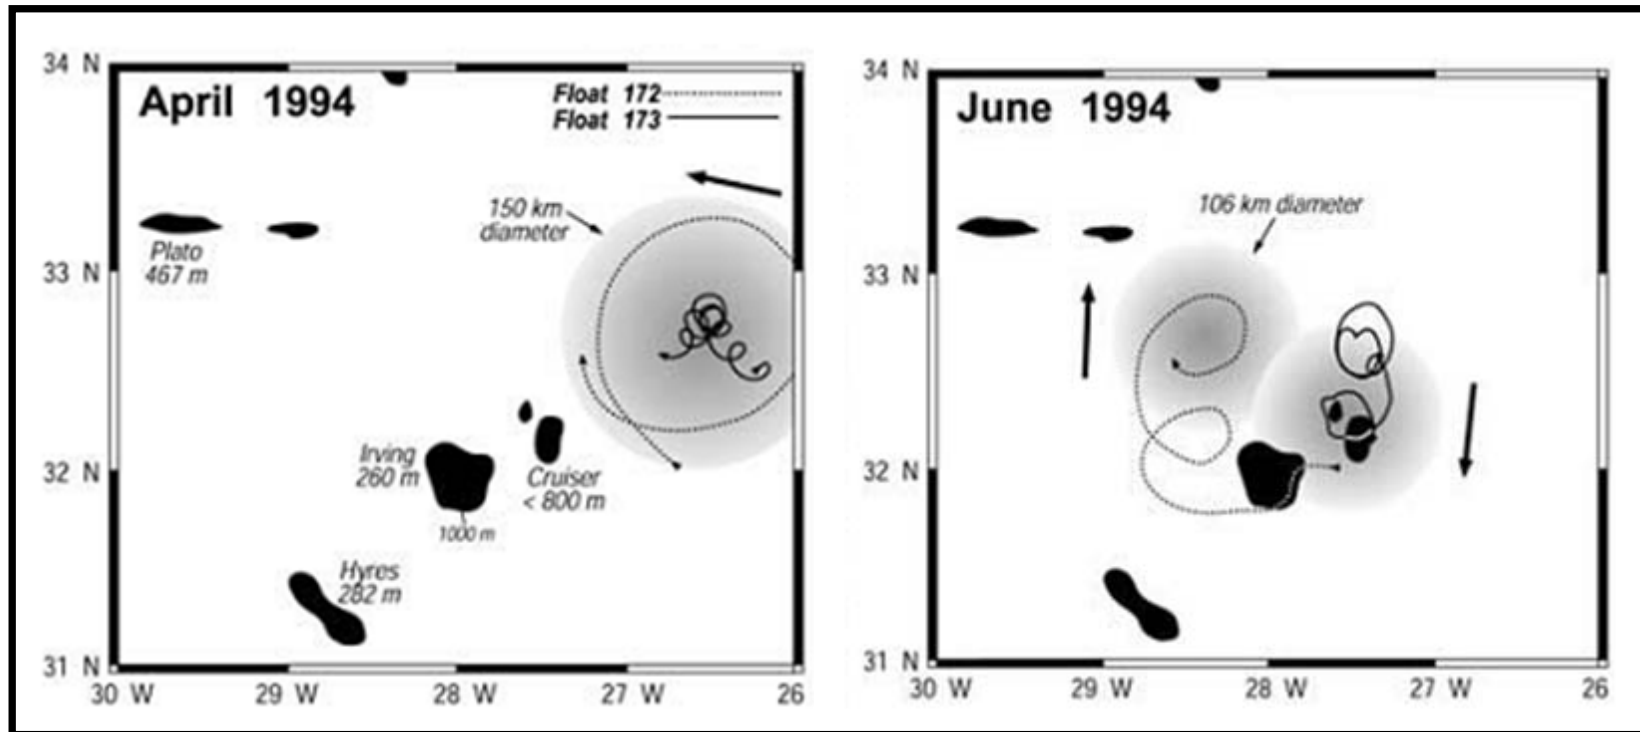 34 N
April 1994
Float 172
Float 173
150 km
diameter
Plato
467 m
33 N
Irving
260 m
32 N
Cruiser
< 800 m
1000 m
Hyres
282 m
31 N
30 W 29 W 28 W 27 W 26
34 N
June 1994
106 km diameter
33 N
32 N
31 N
30 W 29 W 28 W 27 W 26